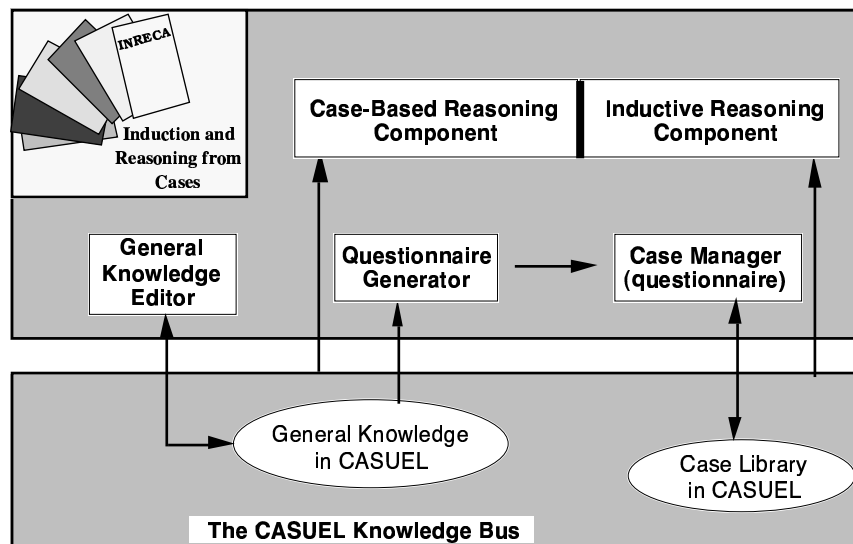 INRECA
Induction and
Reasoning from
Cases
Case-Based Reasoning
Component
Inductive Reasoning
Component
General
Knowledge
Editor
Questionnaire
Generator
Case Manager
(questionnaire)
General Knowledge
in CASUEL
Case Library
in CASUEL
The CASUEL Knowledge Bus